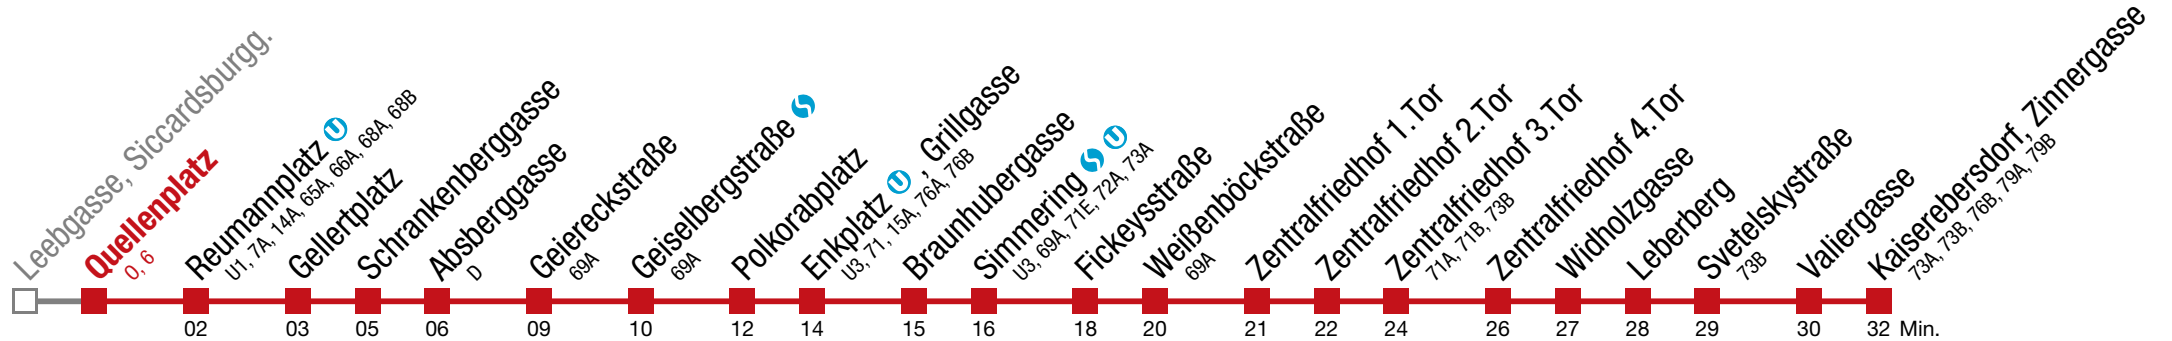 Leebgasse, Siccardsburgg.
Quellenplatz
O, 6
Reumannplatz U
U1, 7A, 14A, 65A, 66A, 68A, 68B
Gellertplatz
Schrankenberggasse
Absberggasse
D
Geiereckstraße
69A
Geiselbergstraße S
69A
Polkorabplatz
Enkplatz U , Grillgasse
U3, 71, 15A, 76A, 76B
Braunhubergasse
Simmering S U
U3, 69A, 71E, 72A, 73A
Fickeysstraße
Weißenböckstraße
69A
Zentralfriedhof 1.Tor
Zentralfriedhof 2.Tor
Zentralfriedhof 3.Tor
71A, 71B, 73B
Zentralfriedhof 4.Tor
Widholzgasse
Leberberg
Svetelskystraße
73B
Valiergasse
Kaiserebersdorf, Zinnergasse
73A, 73B, 76B, 79A, 79B
02 03 05 06 09 10 12 14 15 16 18 20 21 22 24 26 27 28 29 30 32 Min.